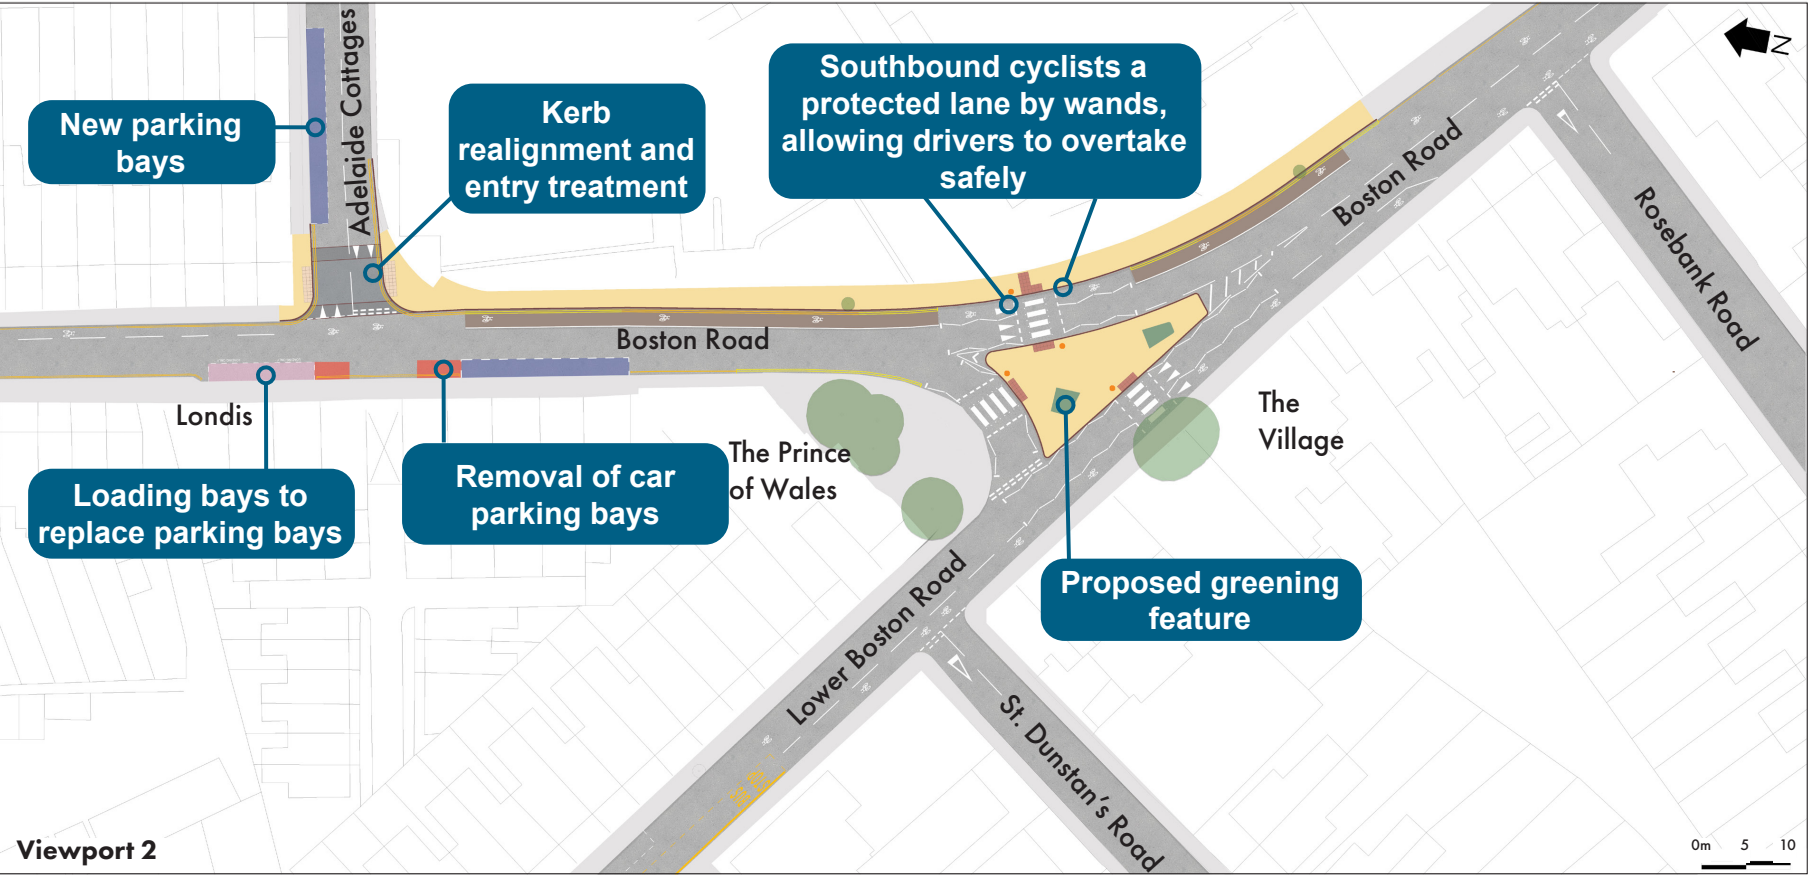 Adelaide Cottages
N
New parking
bays
Kerb
realignment and
entry treatment
Southbound cyclists a
protected lane by wands,
allowing drivers to overtake
safely
Boston Road
Rosebank Road
Boston Road
Londis
The Prince
of Wales
The
Village
Loading bays to
replace parking bays
Removal of car
parking bays
Proposed greening
feature
Lower Boston Road
St. Dunstan's Road
Viewport 2
0m 5 10